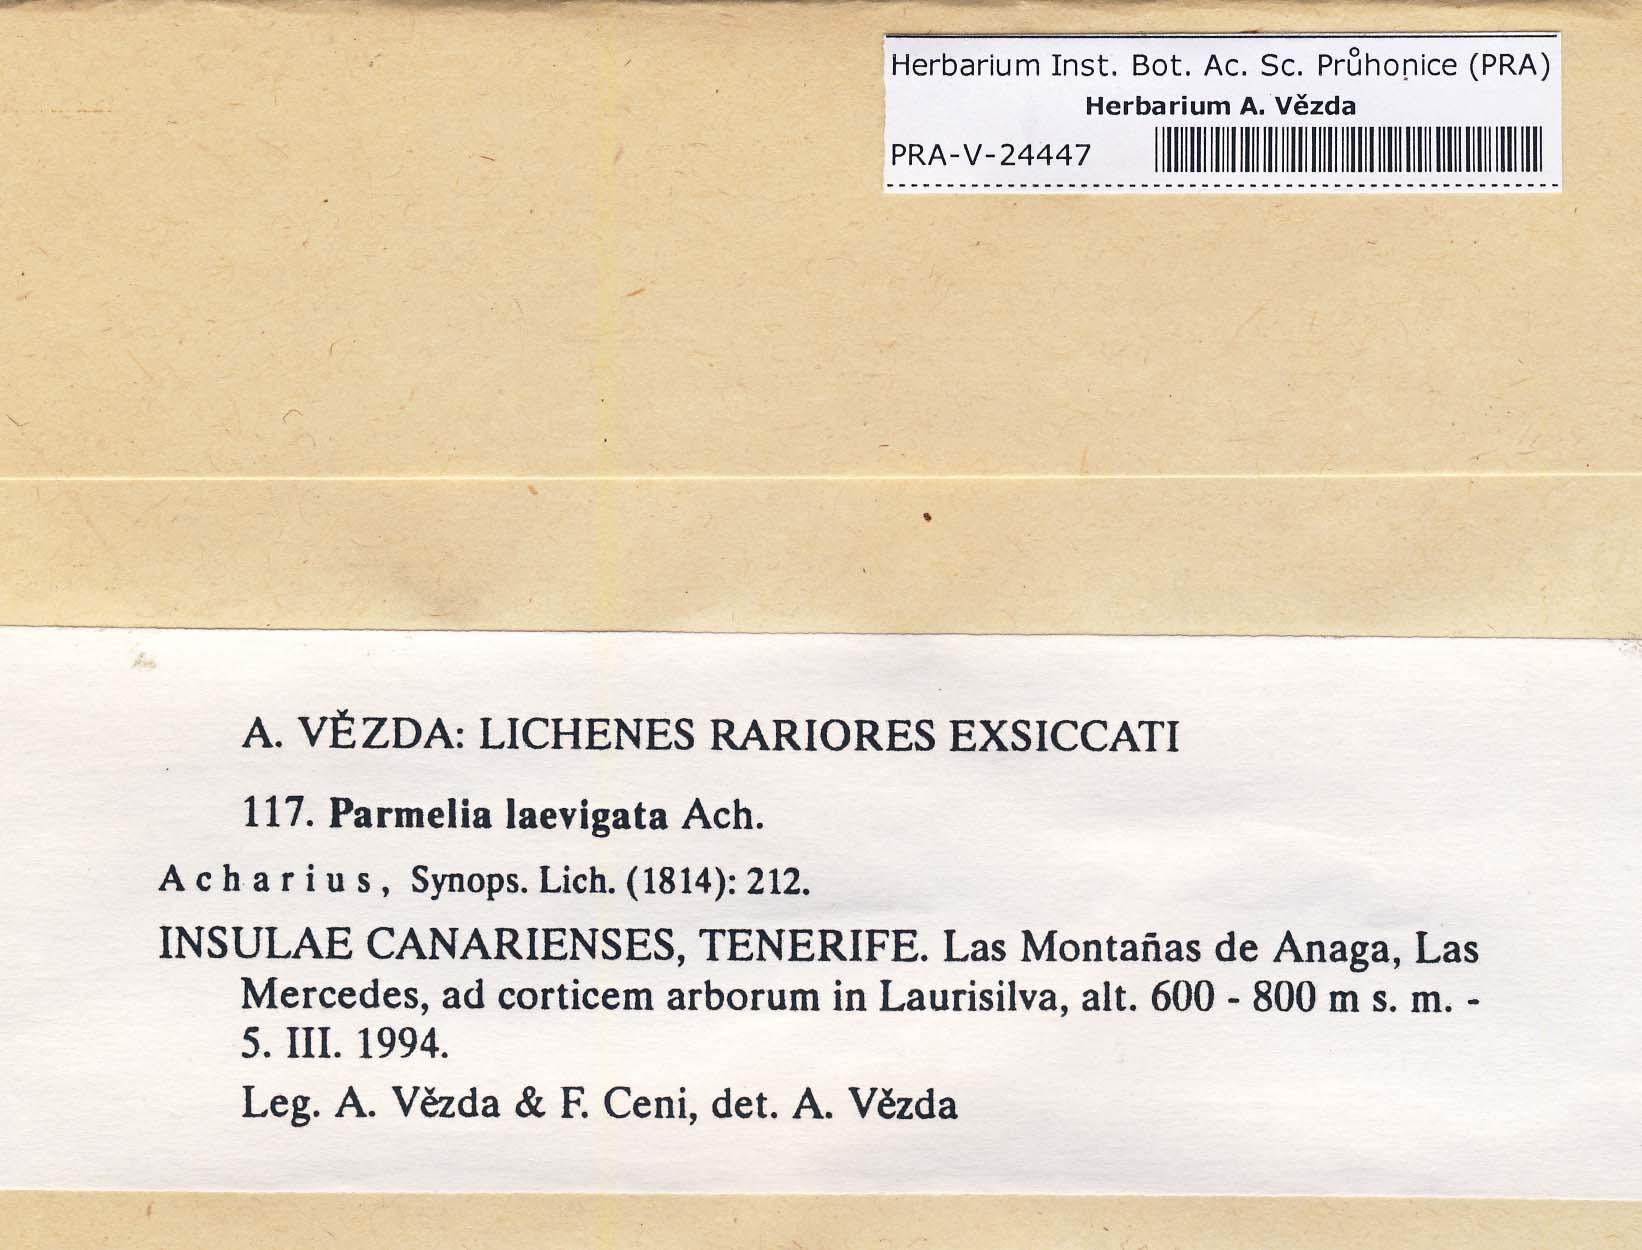 Herbarium Inst. Bot. Ac. Sc. Průhonice (PRA)
Herbarium A. Vězda
PRA-V-24447
A. VĚZDA: LICHENES RARIORES EXSICCATI
117. Parmelia laevigata Ach.
Acharius, Synops. Lich. (1814): 212.
INSULAE CANARIENSES, TENERIFE. Las Montañas de Anaga, Las
Mercedes, ad corticem arborum in Laurisilva, alt. 600 - 800 m s. m. -
5. III. 1994.
Leg. A. Vězda & F. Ceni, det. A. Vězda